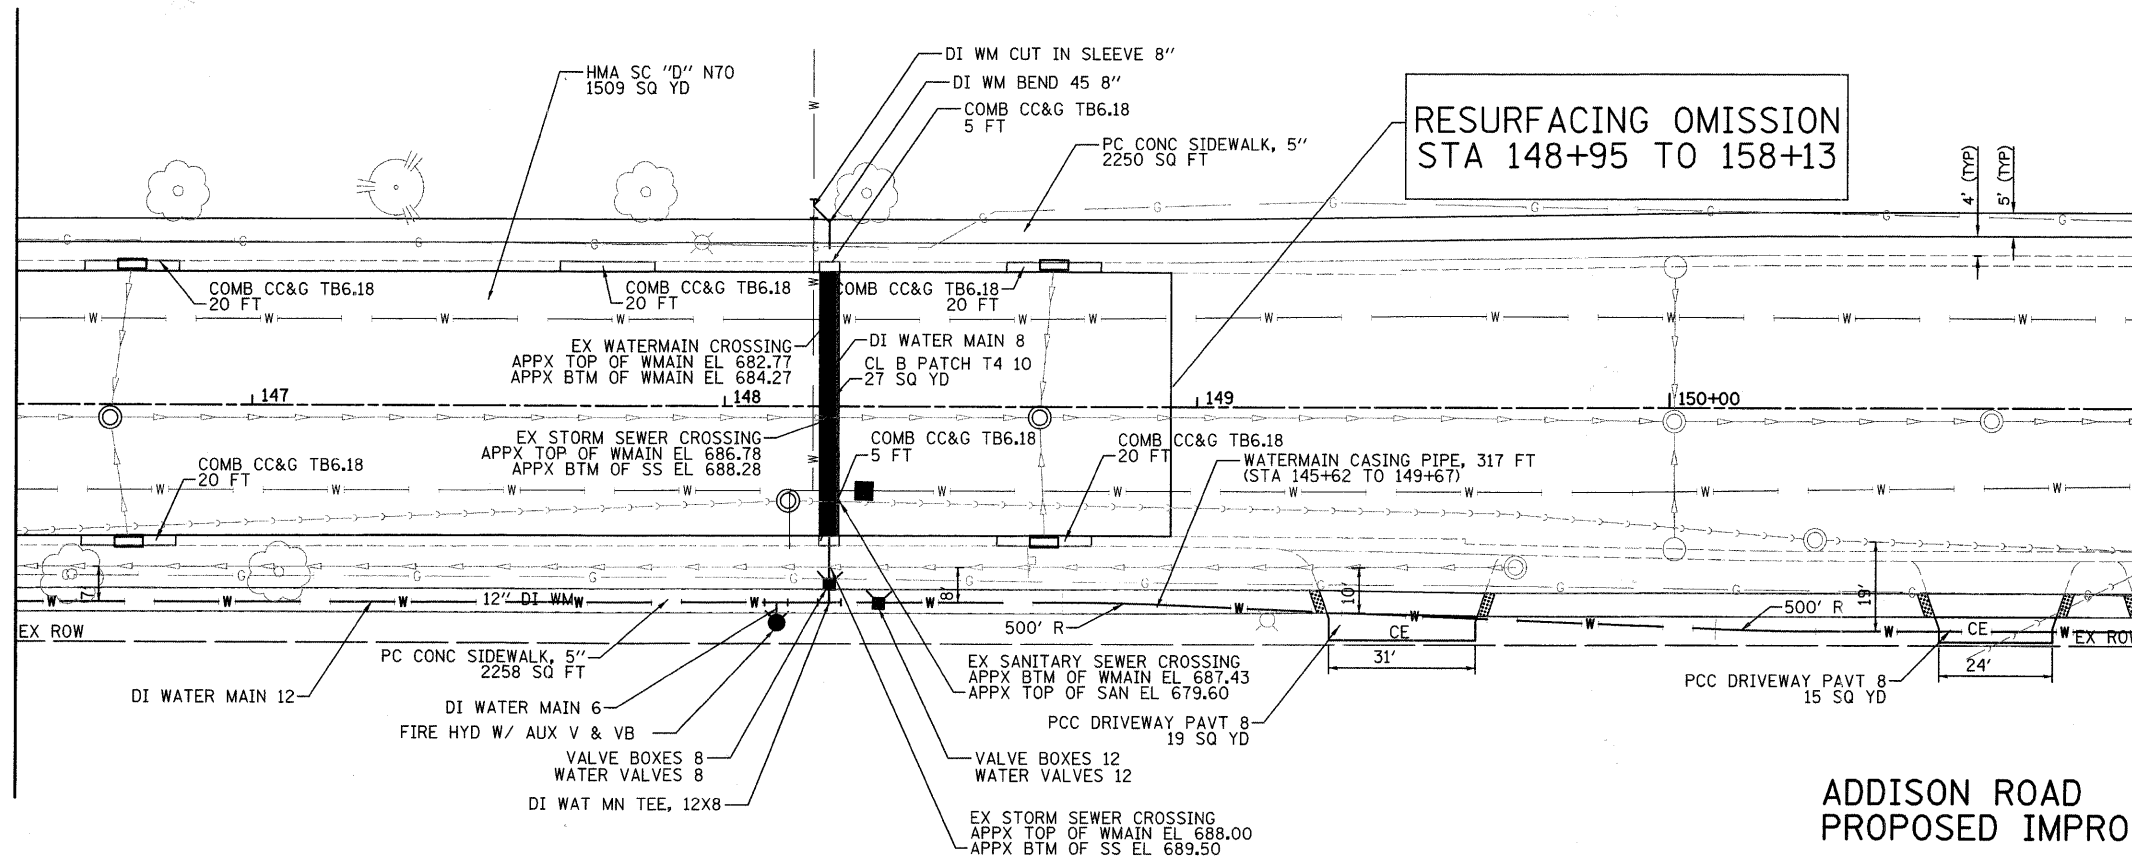 DI WM CUT IN SLEEVE 8"
DI WM BEND 45 8"
COMB CC&G TB6.18
5 FT
HMA SC "D" N70
1509 SQ YD
PC CONC SIDEWALK, 5"
2250 SQ FT
RESURFACING OMISSION
STA 148+95 TO 158+13
4' (TYP)
5' (TYP)
W
G G G G G G G G G
COMB CC&G TB6.18
20 FT
COMB CC&G TB6.18
20 FT
COMB CC&G TB6.18
20 FT
W W W W W W W W W W W W
EX WATERMAIN CROSSING
APPX TOP OF WMAIN EL 682.77
APPX BTM OF WMAIN EL 684.27
DI WATER MAIN 8
CL B PATCH T4 10
27 SQ YD
147
148
149
150+00
EX STORM SEWER CROSSING
APPX TOP OF WMAIN EL 686.78
APPX BTM OF SS EL 688.28
COMB CC&G TB6.18
5 FT
COMB CC&G TB6.18
20 FT
COMB CC&G TB6.18
20 FT
WATERMAIN CASING PIPE, 317 FT
(STA 145+62 TO 149+67)
W W W W W W W W W W W
7'
8'
10'
19'
W W W 12" DI WM W W W W W W W W
500' R
500' R
EX ROW
CE
CE
EX ROW
31'
24'
PC CONC SIDEWALK, 5"
2258 SQ FT
DI WATER MAIN 12
DI WATER MAIN 6
FIRE HYD W/ AUX V & VB
VALVE BOXES 8
WATER VALVES 8
DI WAT MN TEE, 12X8
EX SANITARY SEWER CROSSING
APPX BTM OF WMAIN EL 687.43
APPX TOP OF SAN EL 679.60
PCC DRIVEWAY PAVT 8
19 SQ YD
PCC DRIVEWAY PAVT 8
15 SQ YD
VALVE BOXES 12
WATER VALVES 12
EX STORM SEWER CROSSING
APPX TOP OF WMAIN EL 688.00
APPX BTM OF SS EL 689.50
ADDISON ROAD
PROPOSED IMPRO